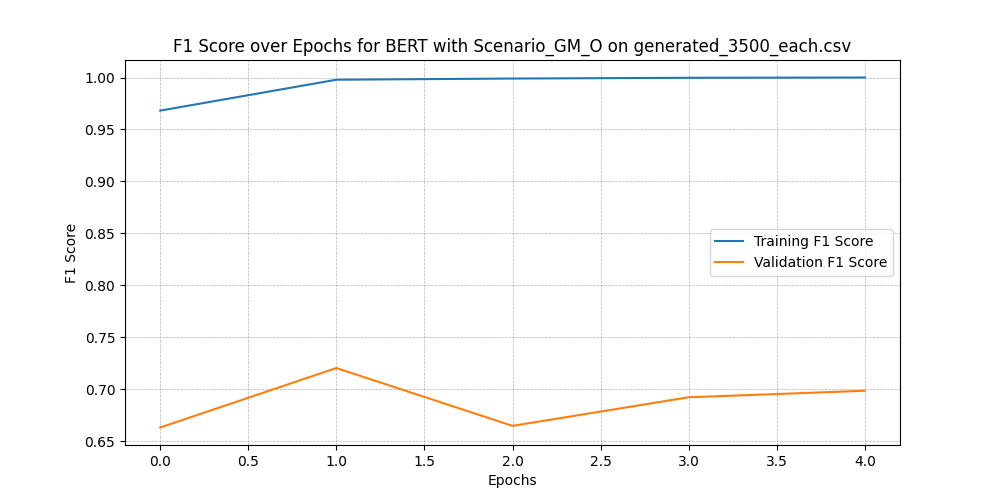 F1 Score over Epochs for BERT with Scenario_GM_O on generated_3500_each.csv
1.00
0.95
0.90
0.85
0.80
0.75
0.70
0.65
F1 Score
Training F1 Score
Validation F1 Score
0.0 0.5 1.0 1.5 2.0 2.5 3.0 3.5 4.0
Epochs